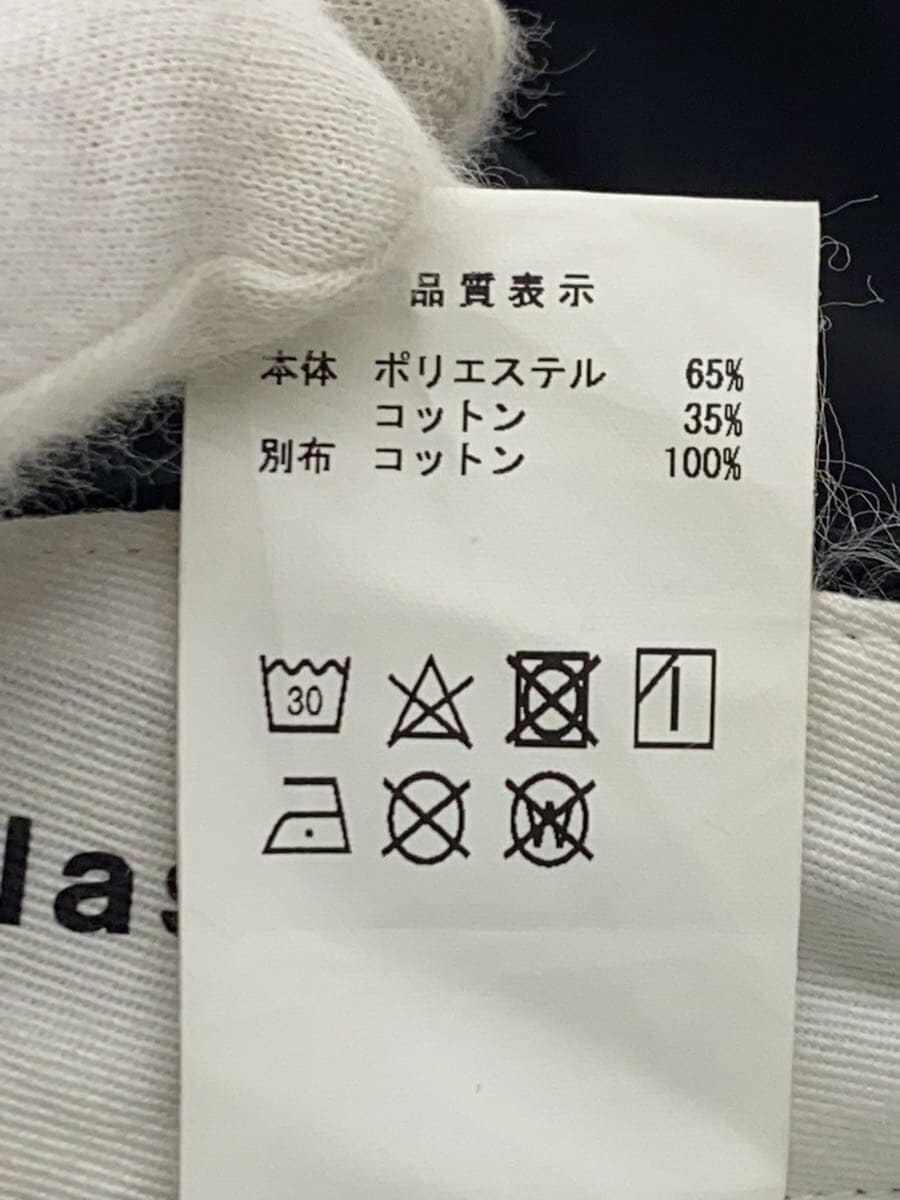 品質表示
本体 ポリエステル 65%
コットン 35%
別布 コットン 100%
30
W
las